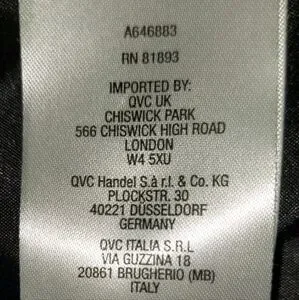 A646883
RN 81893
IMPORTED BY:
QVC UK
CHISWICK PARK
566 CHISWICK HIGH ROAD
LONDON
W4 5XU
QVC Handel S.à r.l. & Co. KG
PLOCKSTR. 30
40221 DÜSSELDORF
GERMANY
QVC ITALIA S.R.L
VIA GUZZINA 18
20861 BRUGHERIO (MB)
ITALY